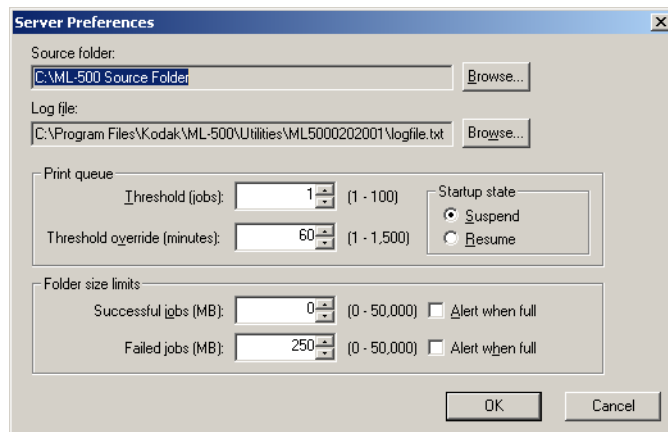 Server Preferences
Source folder:
C:\ML-500 Source Folder
Browse...
Log file:
C:\Program Files\Kodak\ML-500\Utilities\ML5000202001\logfile.txt
Browse...
Print queue
Threshold (jobs): 1 (1 - 100)
Threshold override (minutes): 60 (1 - 1,500)
Startup state
Suspend
Resume
Folder size limits
Successful jobs (MB): 0 (0 - 50,000) Alert when full
Failed jobs (MB): 250 (0 - 50,000) Alert when full
OK Cancel